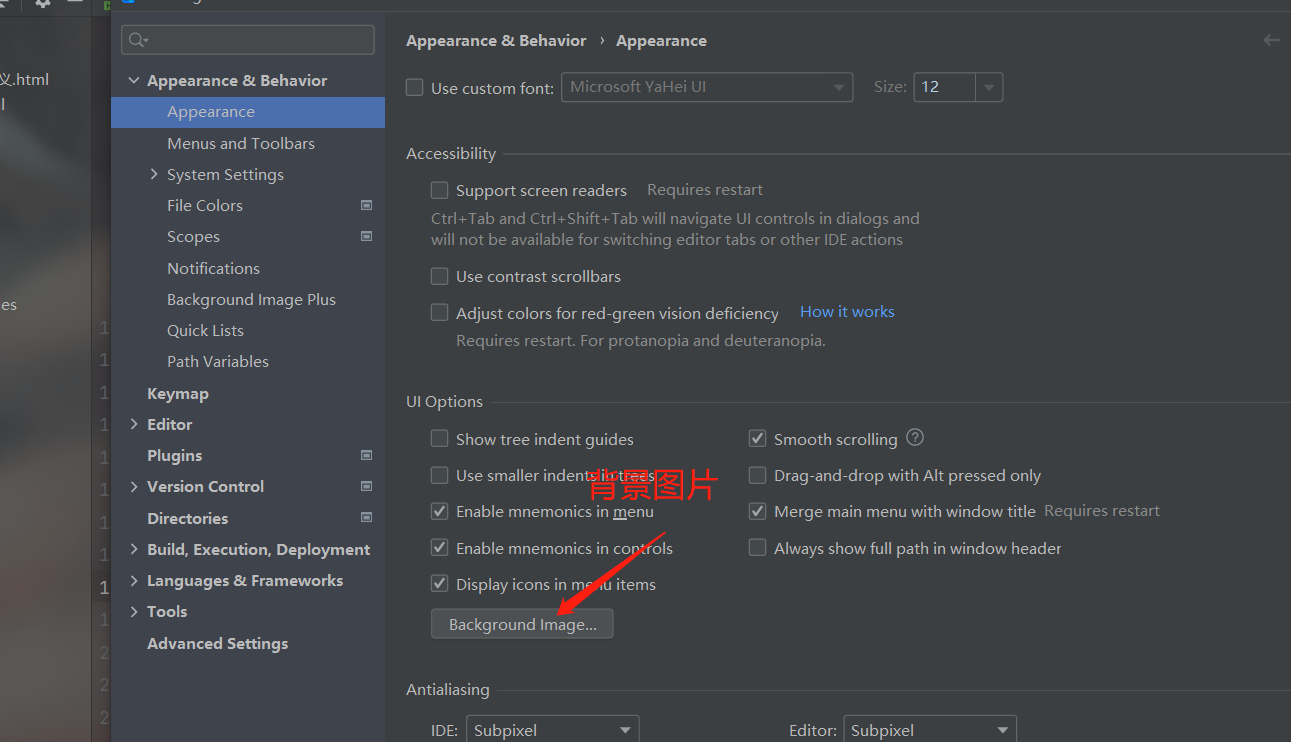 Appearance & Behavior › Appearance
义.html
l
Appearance & Behavior
Use custom font: Microsoft YaHei UI Size: 12
Appearance
Menus and Toolbars
Accessibility
System Settings
Support screen readers Requires restart
File Colors
Ctrl+Tab and Ctrl+Shift+Tab will navigate UI controls in dialogs and
Scopes
will not be available for switching editor tabs or other IDE actions
Notifications
Use contrast scrollbars
es
Background Image Plus
Adjust colors for red-green vision deficiency How it works
Quick Lists
Requires restart. For protanopia and deuteranopia.
Path Variables
Keymap
UI Options
Editor
Show tree indent guides
Smooth scrolling ?
Plugins
Use smaller indents in trees
背景图片
Drag-and-drop with Alt pressed only
Version Control
Enable mnemonics in menu
Merge main menu with window title Requires restart
Directories
Build, Execution, Deployment
Enable mnemonics in controls
Always show full path in window header
Languages & Frameworks
Display icons in menu items
Tools
Background Image...
Advanced Settings
Antialiasing
IDE: Subpixel
Editor: Subpixel